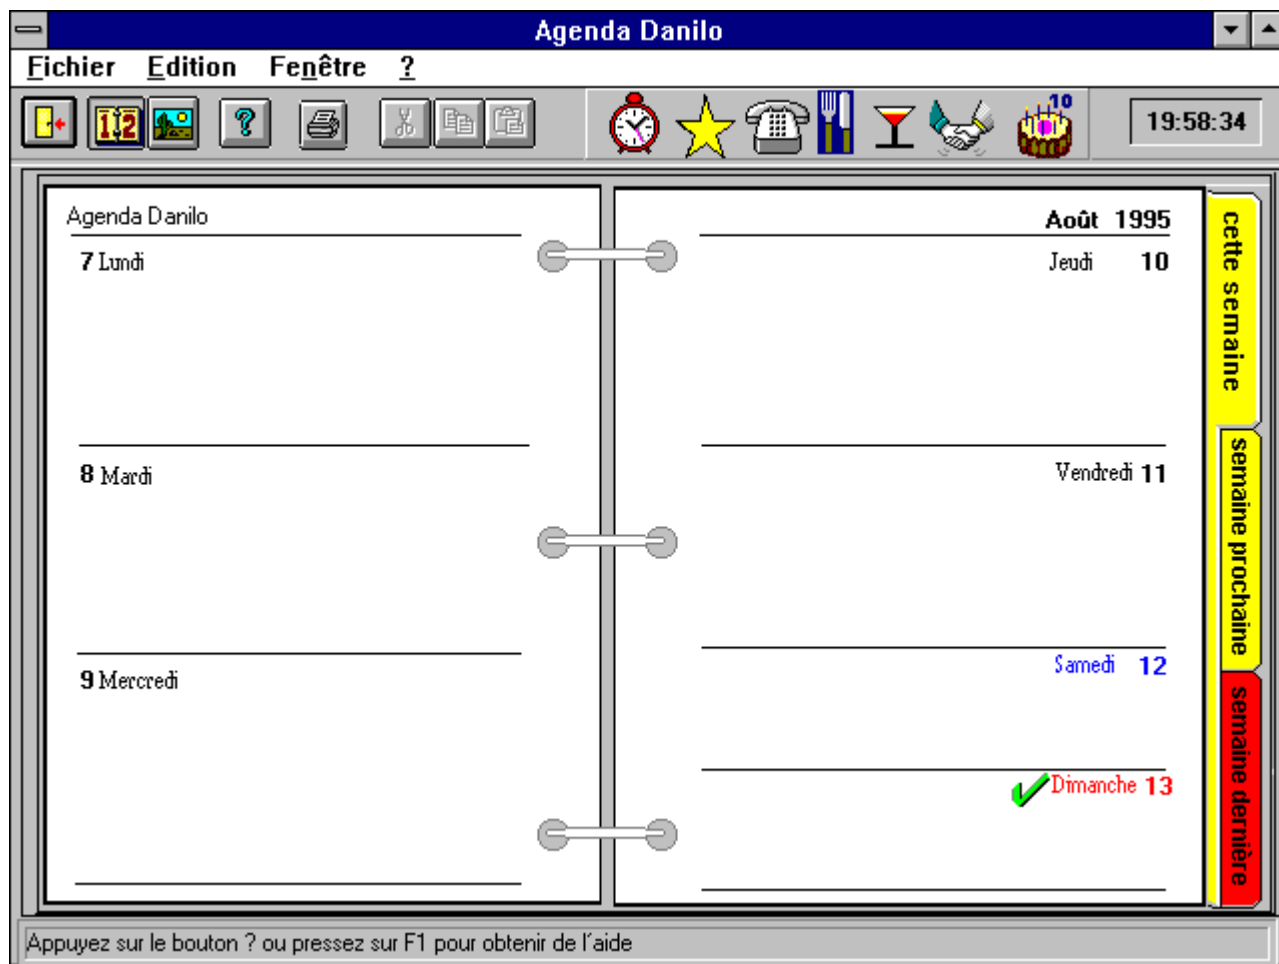 Agenda Danilo
Fichier Edition Fenêtre ?
12 ? 10 19:58:34
Agenda Danilo
7 Lundi
8 Mardi
9 Mercredi
Août 1995
Jeudi 10
Vendredi 11
Samedi 12
Dimanche 13
cette semaine
semaine prochaine
semaine dernière
Appuyez sur le bouton ? ou pressez sur F1 pour obtenir de l'aide